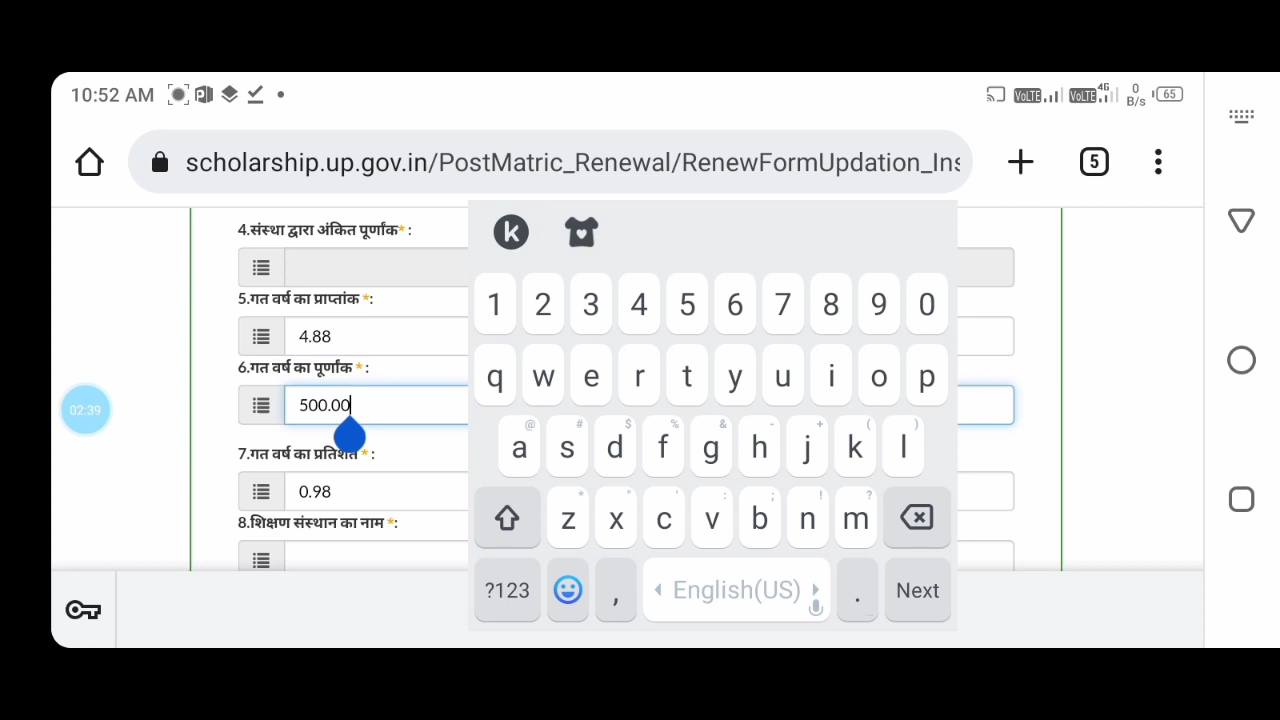 10:52 AM
VoLTE VoLTE 4G 0 B/s 65
scholarship.up.gov.in/PostMatric_Renewal/RenewFormUpdation_Ins
5
4.संस्था द्वारा अंकित पूर्णांक* :
5.गत वर्ष का प्राप्तांक *:
4.88
6.गत वर्ष का पूर्णांक * :
500.00
02:39
7.गत वर्ष का प्रतिशत * :
0.98
8.शिक्षण संस्थान का नाम *:
k
1 2 3 4 5 6 7 8 9 0
q w e r t y u i o p
@ # $ % & - + ( )
a s d f g h j k l
* " ' : ; ! ?
z x c v b n m
?123 , English(US) . Next